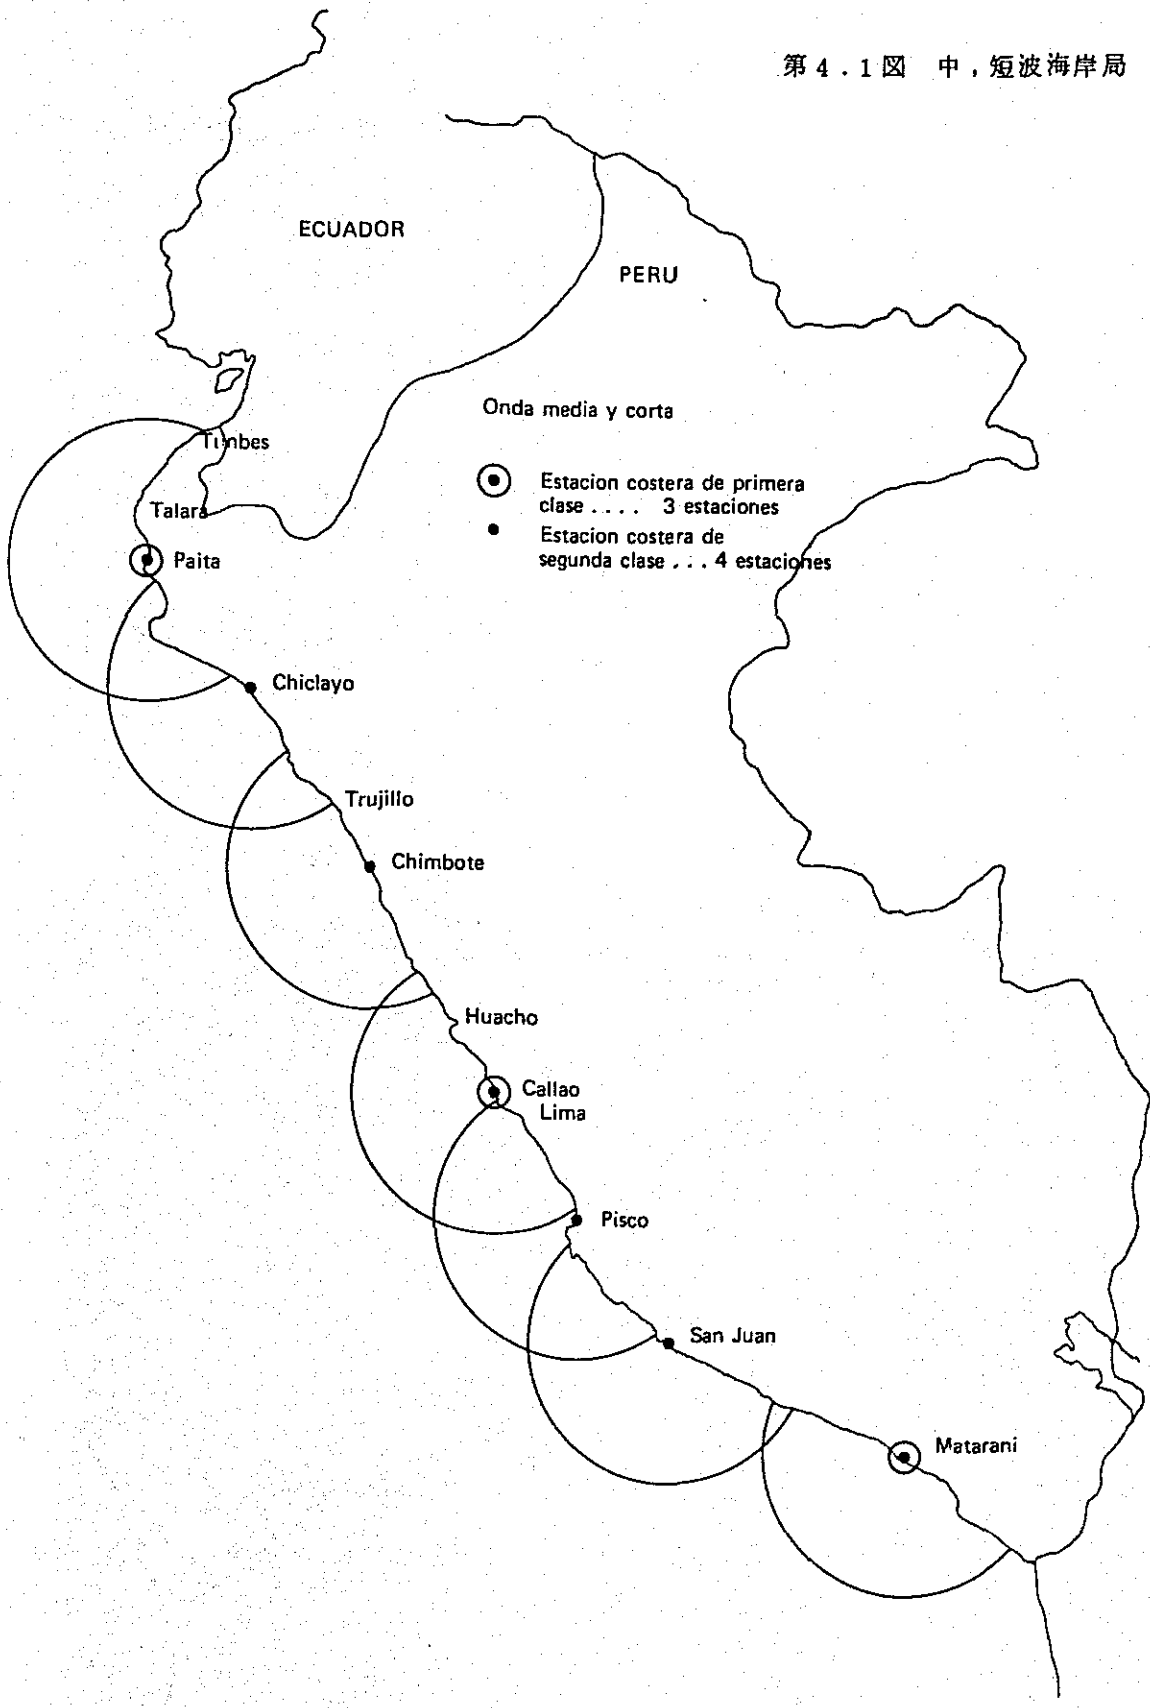 第4.1図 中,短波海岸局
ECUADOR
PERU
Onda media y corta
Estacion costera de primera
clase .... 3 estaciones
Estacion costera de
segunda clase ... 4 estaciones
Tumbes
Talara
Paita
Chiclayo
Trujillo
Chimbote
Huacho
Callao
Lima
Pisco
San Juan
Matarani